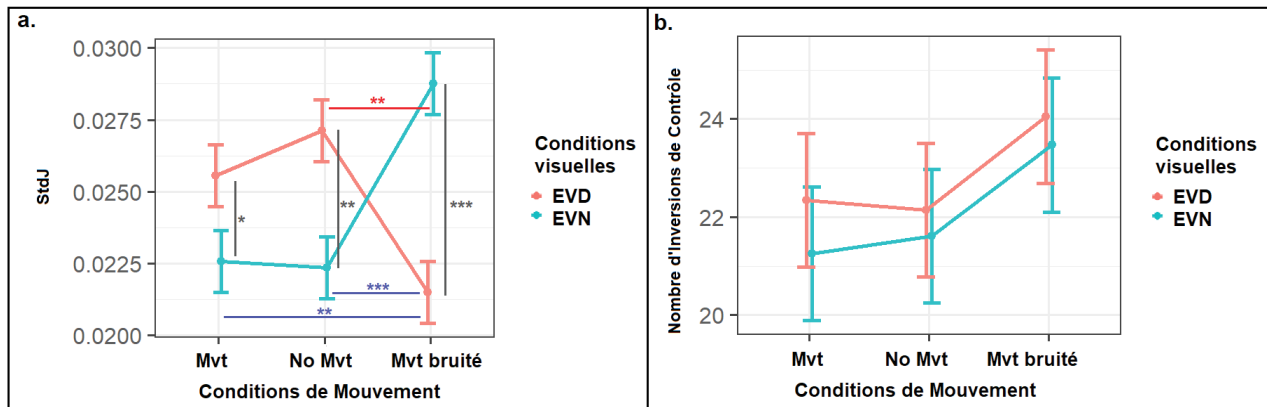 a.
0.0300
0.0275
0.0250
0.0225
0.0200
StdJ
**
*
**
***
***
**
Mvt No Mvt Mvt bruité
Conditions de Mouvement
Conditions
visuelles
EVD
EVN
b.
24
22
20
Nombre d'Inversions de Contrôle
Mvt No Mvt Mvt bruité
Conditions de Mouvement
Conditions
visuelles
EVD
EVN